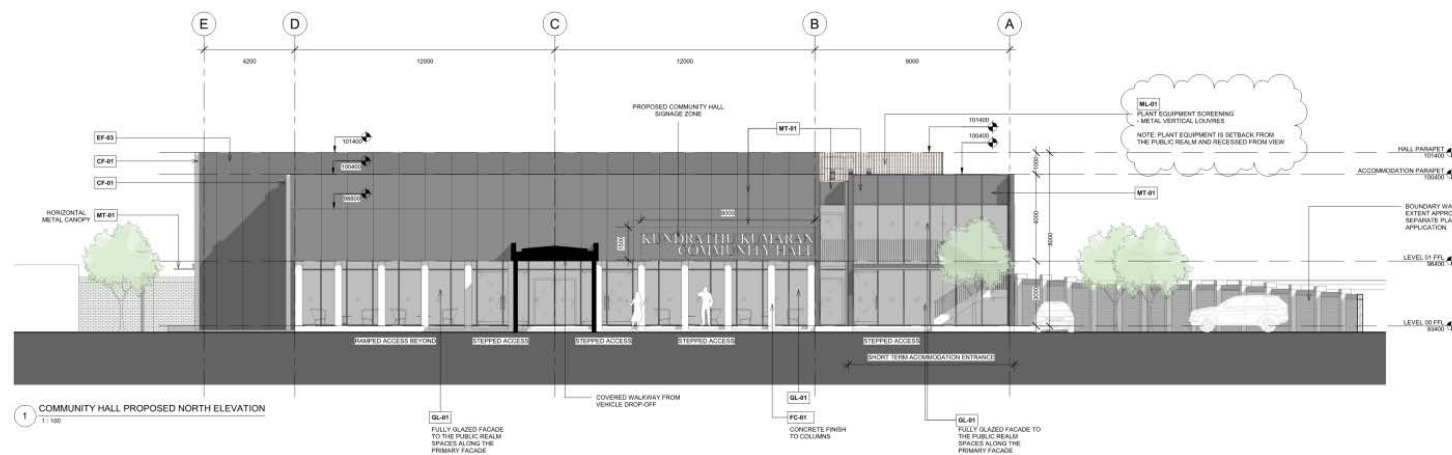 E
D
C
B
A
4200
12000
12000
9000
PROPOSED COMMUNITY HALL
SIGNAGE ZONE
ML-01
PLANT EQUIPMENT SCREENING
- METAL VERTICAL LOUVRES
NOTE: PLANT EQUIPMENT IS SETBACK FROM
THE PUBLIC REALM AND RECESSED FROM VIEW
EF-03
CF-01
CF-01
HORIZONTAL
METAL CANOPY
MT-01
101400
100400
98800
MT-01
101400
100400
MT-01
8000
KUNDRATHU KUMARAN
COMMUNITY HALL
1000
4000
3000
8000
HALL PARAPET
101400
ACCOMMODATION PARAPET
100400
BOUNDARY WA
EXTENT APPRO
SEPARATE PLA
APPLICATION
LEVEL 01 FFL
96400
LEVEL 00 FFL
93400
RAMPED ACCESS BEYOND
STEPPED ACCESS
STEPPED ACCESS
STEPPED ACCESS
STEPPED ACCESS
SHORT TERM ACCOMMODATION ENTRANCE
1
COMMUNITY HALL PROPOSED NORTH ELEVATION
1 : 100
GL-01
FULLY GLAZED FACADE
TO THE PUBLIC REALM
SPACES ALONG THE
PRIMARY FACADE
COVERED WALKWAY FROM
VEHICLE DROP-OFF
GL-01
FC-01
CONCRETE FINISH
TO COLUMNS
GL-01
FULLY GLAZED FACADE TO
THE PUBLIC REALM
SPACES ALONG THE
PRIMARY FACADE